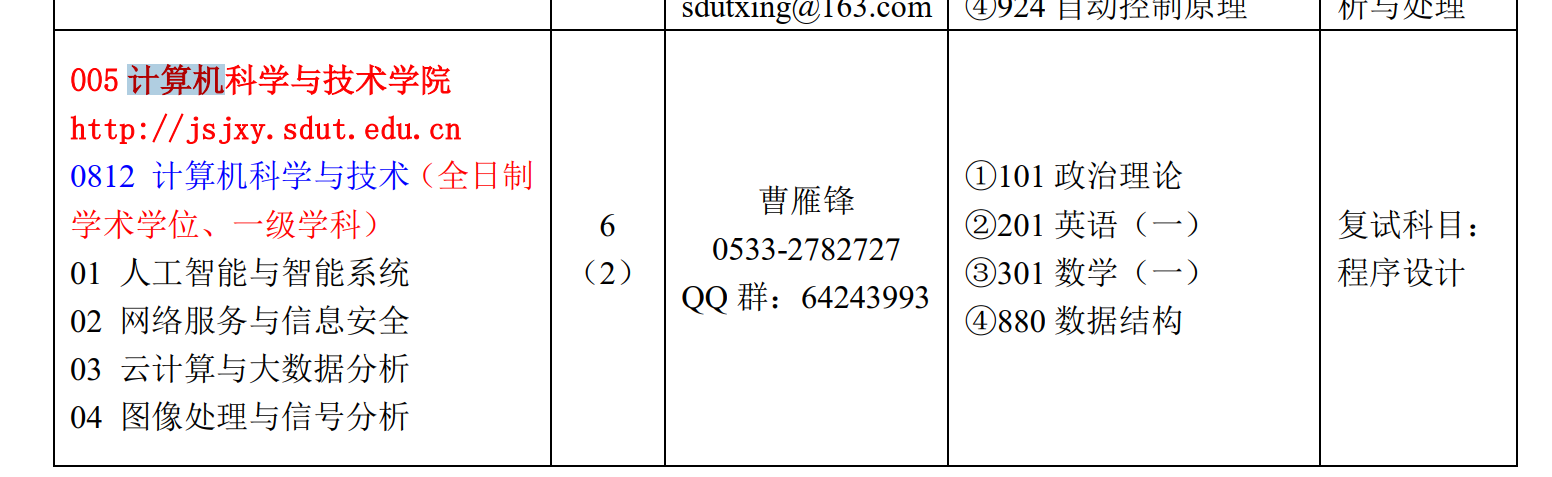 sdutxing@163.com
④924 自动控制原理
析与处理
005 计算机科学与技术学院
http://jsjxy.sdut.edu.cn
0812 计算机科学与技术（全日制
学术学位、一级学科）
01 人工智能与智能系统
02 网络服务与信息安全
03 云计算与大数据分析
04 图像处理与信号分析
6
（2）
曹雁锋
0533-2782727
QQ 群：64243993
①101 政治理论
②201 英语（一）
③301 数学（一）
④880 数据结构
复试科目：
程序设计